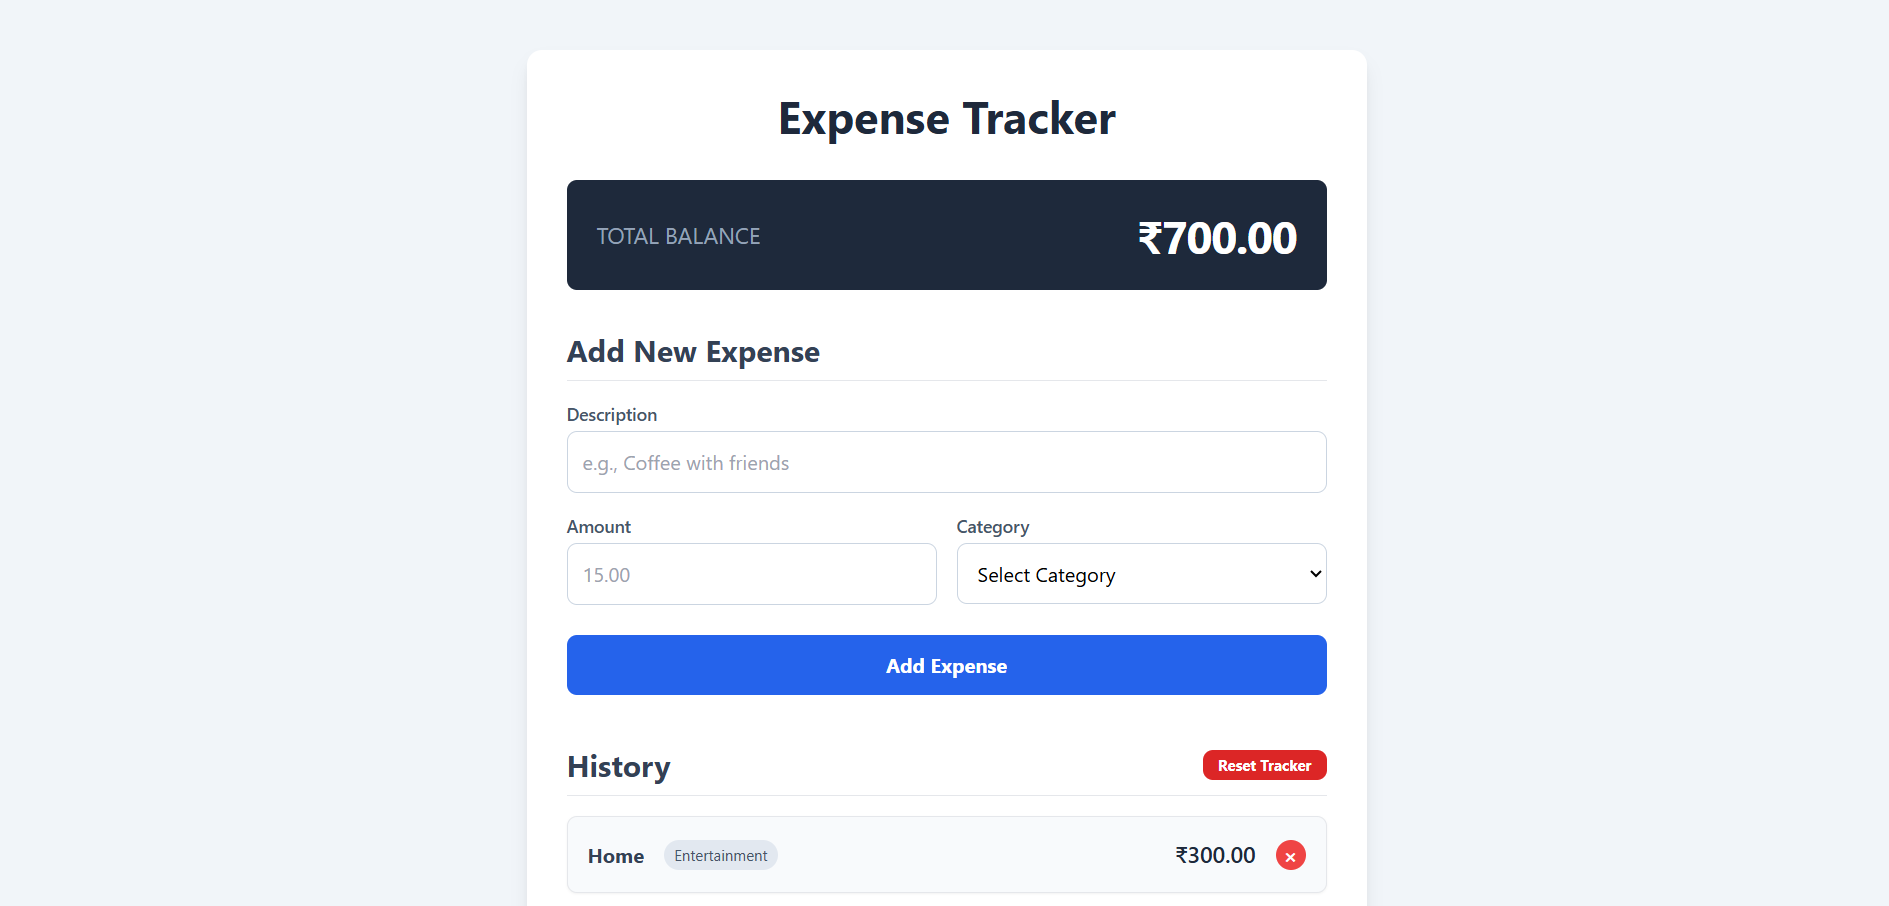 Expense Tracker
TOTAL BALANCE ₹700.00
Add New Expense
Description
e.g., Coffee with friends
Amount Category
15.00 Select Category
Add Expense
History Reset Tracker
Home Entertainment ₹300.00 ×